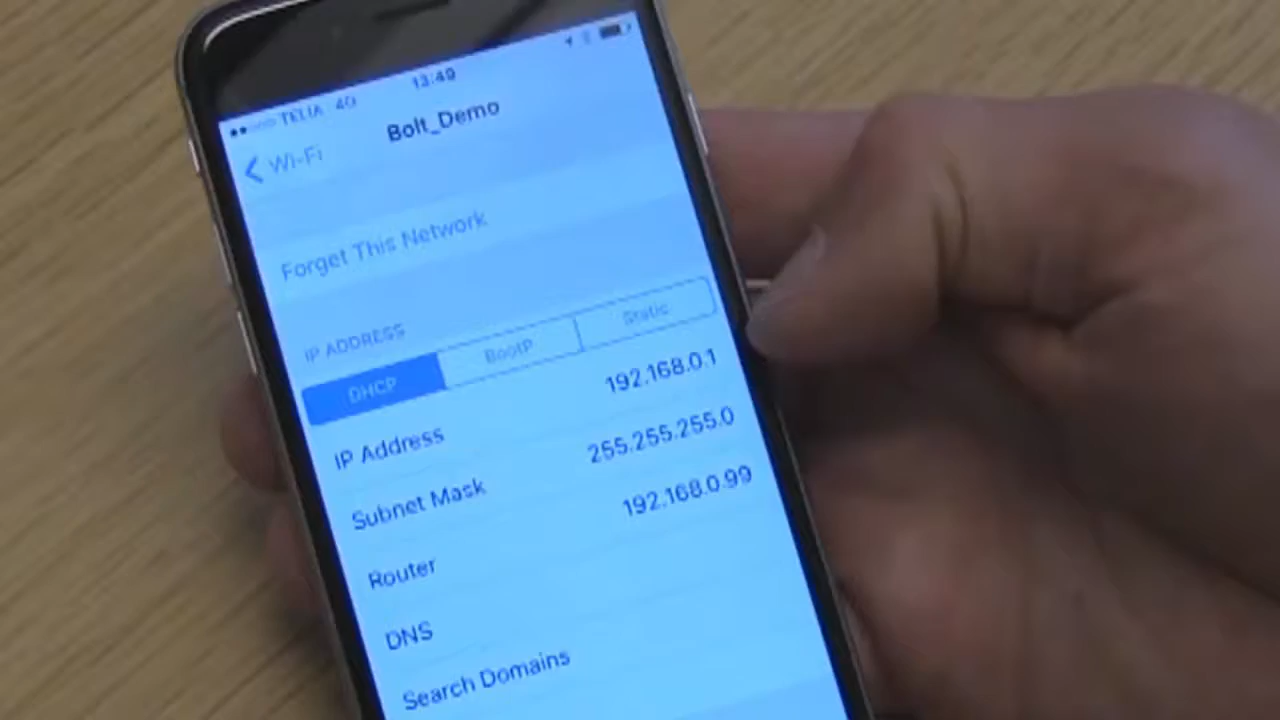 TELIA 4G 13:49
Wi-Fi Bolt_Demo
Forget This Network
IP ADDRESS
DHCP BootP Static
IP Address 192.168.0.1
Subnet Mask 255.255.255.0
Router 192.168.0.99
DNS
Search Domains